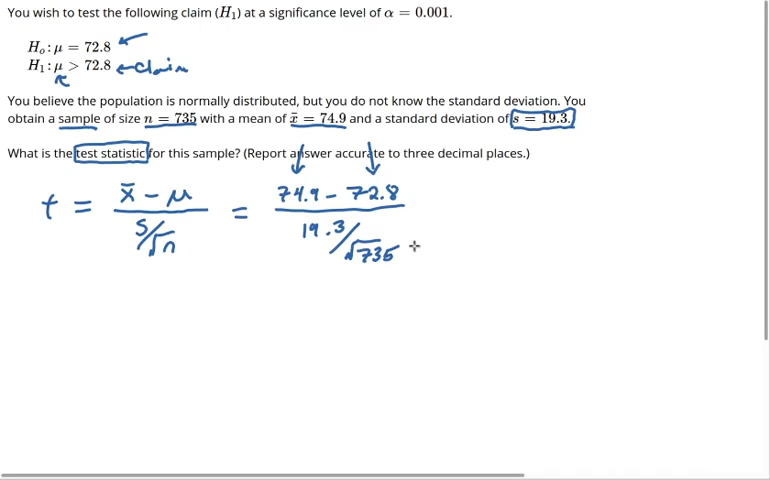 You wish to test the following claim (H₁) at a significance level of α = 0.001.
Hₒ: μ = 72.8
H₁: μ > 72.8 ←claim
You believe the population is normally distributed, but you do not know the standard deviation. You
obtain a sample of size n = 735 with a mean of x̄ = 74.9 and a standard deviation of s = 19.3.
What is the test statistic for this sample? (Report answer accurate to three decimal places.)
t = (x̄ − μ) / (s/√n) = (74.9 − 72.8) / (19.3/√735)